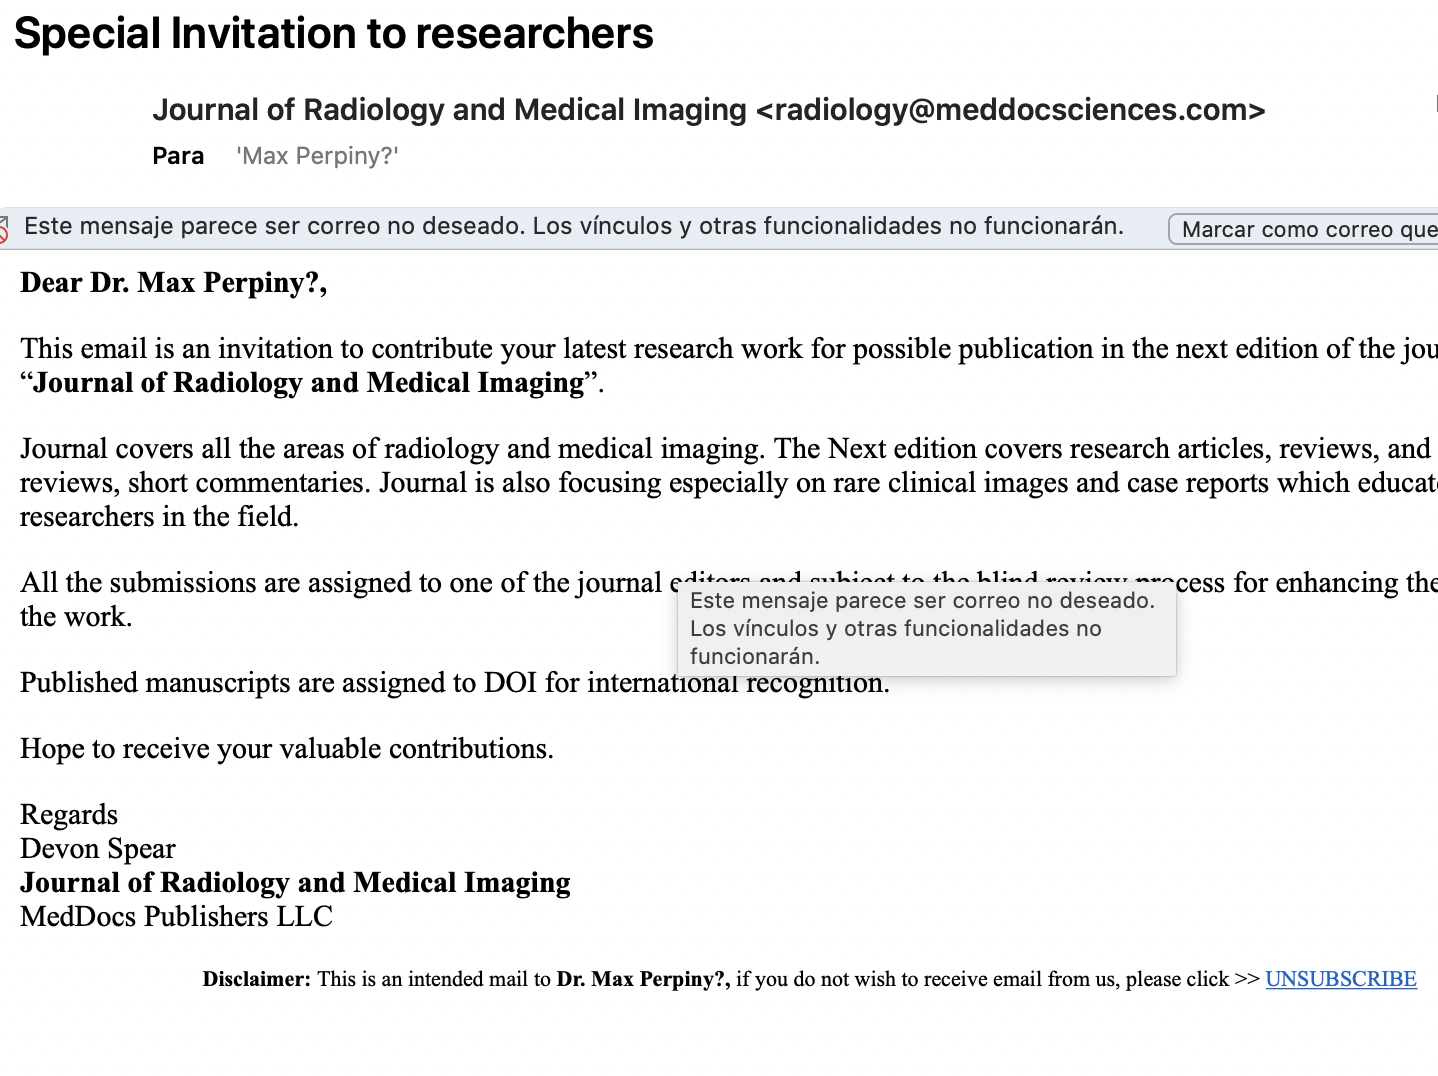 Special Invitation to researchers
Journal of Radiology and Medical Imaging <radiology@meddocsciences.com>
Para 'Max Perpiny?'
Este mensaje parece ser correo no deseado. Los vínculos y otras funcionalidades no funcionarán. Marcar como correo que
Dear Dr. Max Perpiny?,
This email is an invitation to contribute your latest research work for possible publication in the next edition of the jou
“Journal of Radiology and Medical Imaging”.
Journal covers all the areas of radiology and medical imaging. The Next edition covers research articles, reviews, and
reviews, short commentaries. Journal is also focusing especially on rare clinical images and case reports which educat
researchers in the field.
All the submissions are assigned to one of the journal editors and subject to the blind review process for enhancing the
the work.
Este mensaje parece ser correo no deseado.
Los vínculos y otras funcionalidades no
funcionarán.
Published manuscripts are assigned to DOI for international recognition.
Hope to receive your valuable contributions.
Regards
Devon Spear
Journal of Radiology and Medical Imaging
MedDocs Publishers LLC
Disclaimer: This is an intended mail to Dr. Max Perpiny?, if you do not wish to receive email from us, please click >> UNSUBSCRIBE